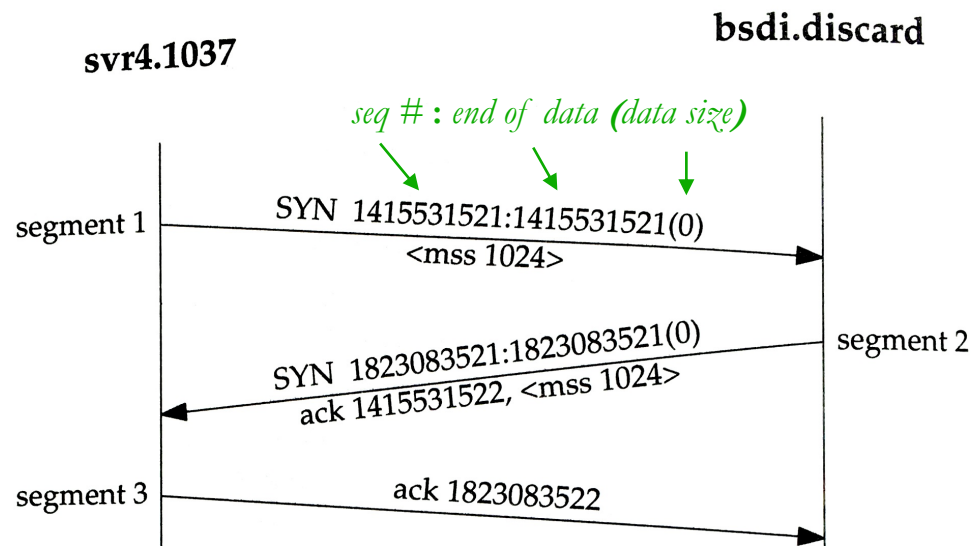 svr4.1037
bsdi.discard
seq # : end of data (data size)
segment 1
SYN 1415531521:1415531521(0)
<mss 1024>
SYN 1823083521:1823083521(0)
segment 2
ack 1415531522, <mss 1024>
segment 3
ack 1823083522